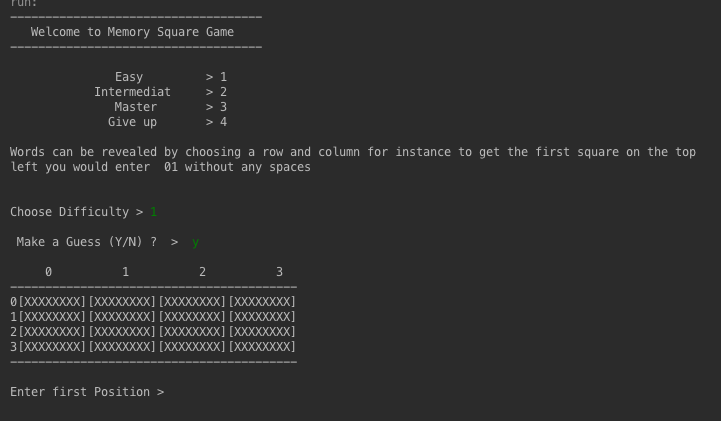 run:
------------------------------------
Welcome to Memory Square Game
------------------------------------
Easy > 1
Intermediat > 2
Master > 3
Give up > 4
Words can be revealed by choosing a row and column for instance to get the first square on the top
left you would enter  01 without any spaces
Choose Difficulty > 1
Make a Guess (Y/N) ?  >  y
0 1 2 3
-----------------------------------------
0[XXXXXXXX][XXXXXXXX][XXXXXXXX][XXXXXXXX]
1[XXXXXXXX][XXXXXXXX][XXXXXXXX][XXXXXXXX]
2[XXXXXXXX][XXXXXXXX][XXXXXXXX][XXXXXXXX]
3[XXXXXXXX][XXXXXXXX][XXXXXXXX][XXXXXXXX]
-----------------------------------------
Enter first Position >